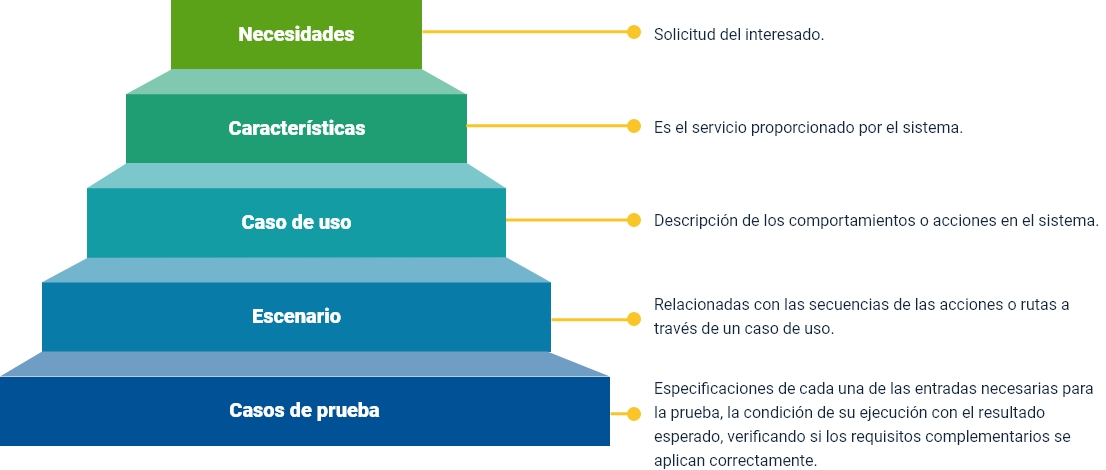 Necesidades
Solicitud del interesado.
Características
Es el servicio proporcionado por el sistema.
Caso de uso
Descripción de los comportamientos o acciones en el sistema.
Escenario
Relacionadas con las secuencias de las acciones o rutas a
través de un caso de uso.
Casos de prueba
Especificaciones de cada una de las entradas necesarias para
la prueba, la condición de su ejecución con el resultado
esperado, verificando si los requisitos complementarios se
aplican correctamente.